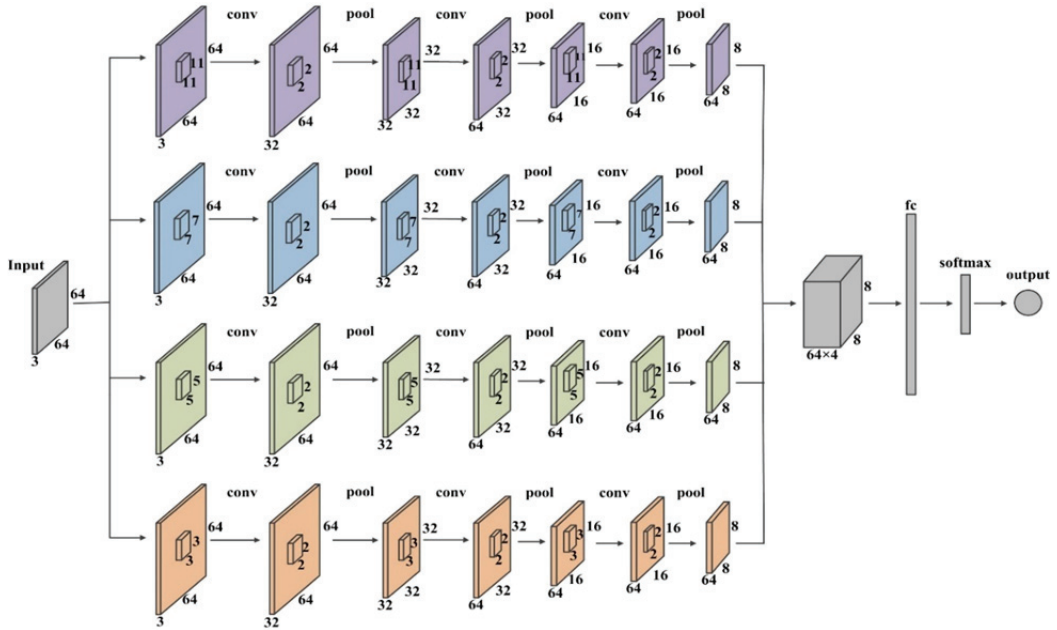 conv pool conv pool conv pool
64 64 32 32 16 16 8
11 2 11 2 11 2
11 2 11 2 11 2
64 64 32 32 16 16 8
3 32 32 64 64 64 64
conv pool conv pool conv pool
64 64 32 32 16 16 8
7 2 7 2 7 2
7 2 7 2 7 2
64 64 32 32 16 16 8
3 32 32 64 64 64 64
Input
64
64
3
fc
softmax
output
8
8
64×4
conv pool conv pool conv pool
64 64 32 32 16 16 8
5 2 5 2 5 2
5 2 5 2 5 2
64 64 32 32 16 16 8
3 32 32 64 64 64 64
conv pool conv pool conv pool
64 64 32 32 16 16 8
3 2 3 2 3 2
3 2 3 2 3 2
64 64 32 32 16 16 8
3 32 32 64 64 64 64